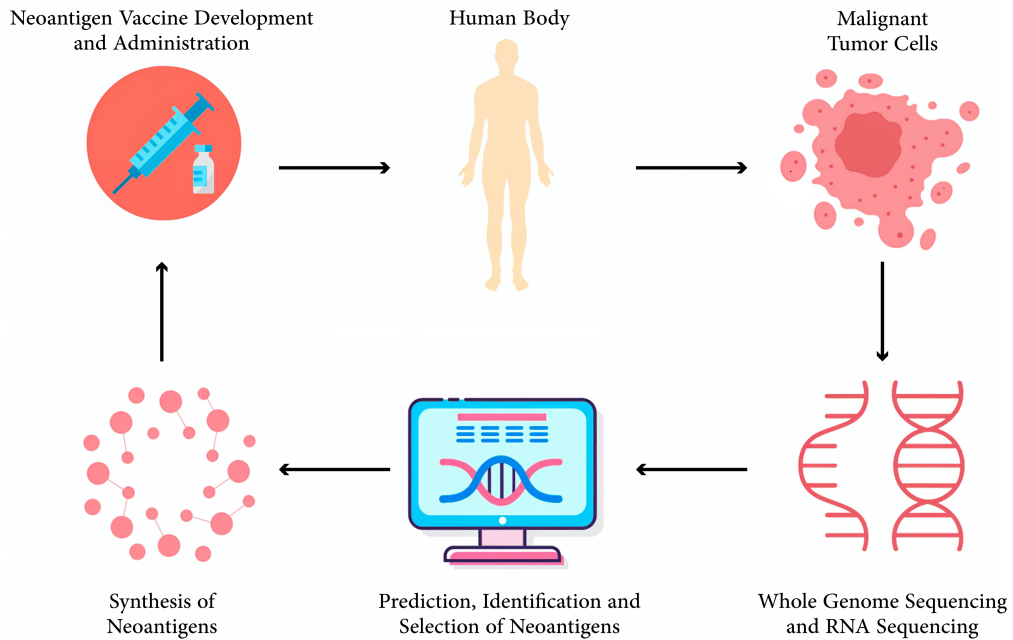 Neoantigen Vaccine Development
and Administration
Human Body
Malignant
Tumor Cells
Synthesis of
Neoantigens
Prediction, Identification and
Selection of Neoantigens
Whole Genome Sequencing
and RNA Sequencing